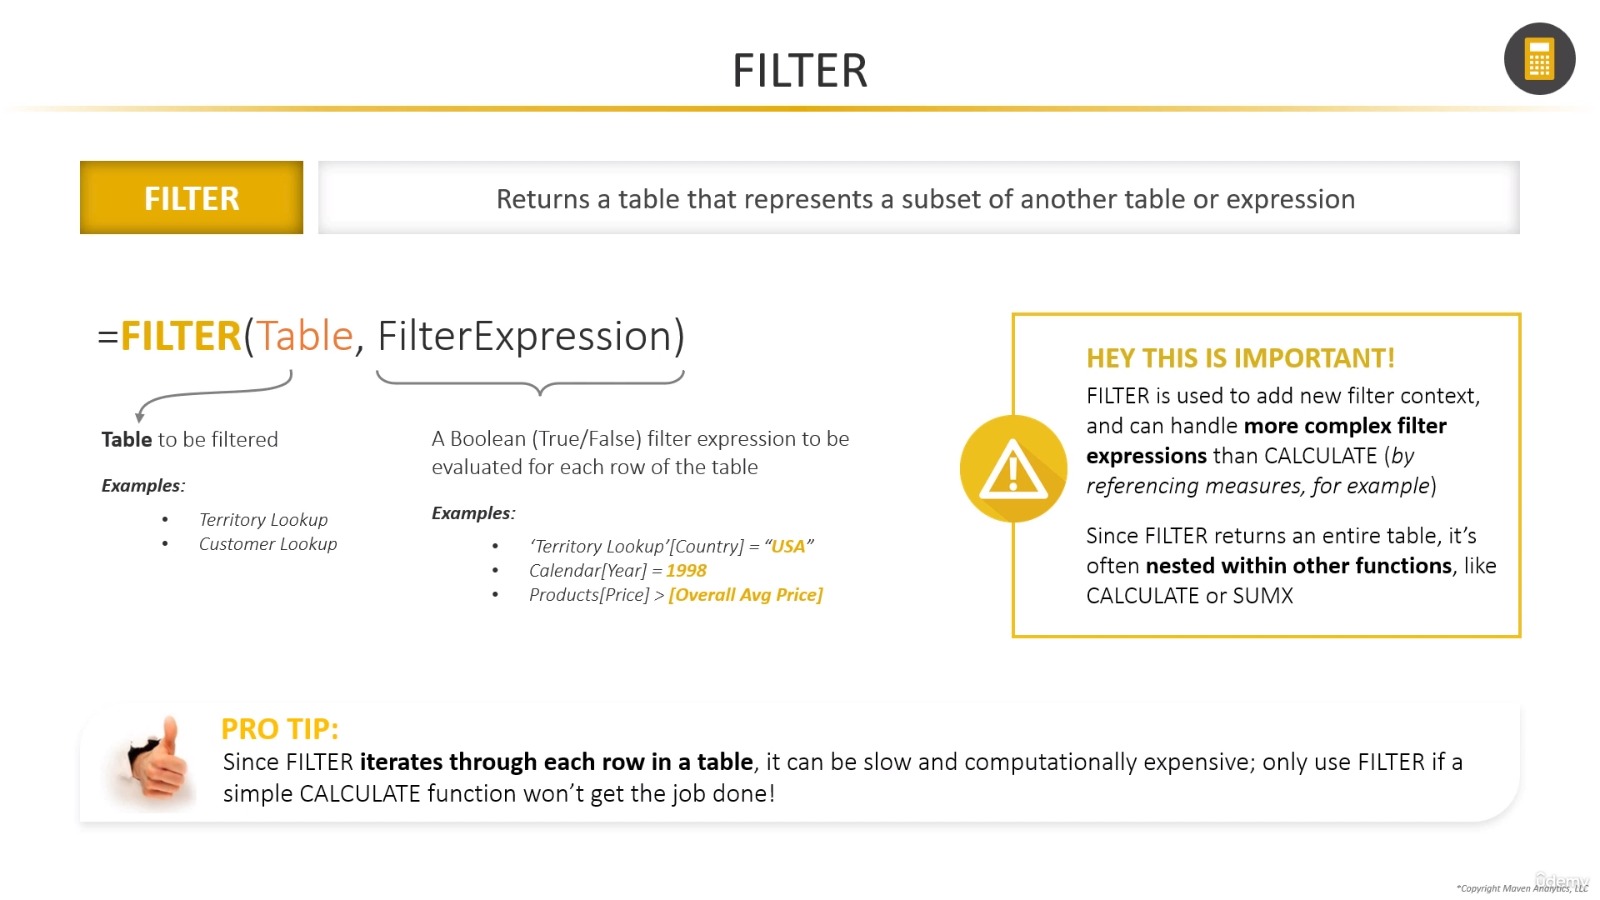 FILTER
FILTER
Returns a table that represents a subset of another table or expression
=FILTER(Table, FilterExpression)
Table to be filtered
Examples:
• Territory Lookup
• Customer Lookup
A Boolean (True/False) filter expression to be
evaluated for each row of the table
Examples:
• ‘Territory Lookup’[Country] = “USA”
• Calendar[Year] = 1998
• Products[Price] > [Overall Avg Price]
HEY THIS IS IMPORTANT!
FILTER is used to add new filter context,
and can handle more complex filter
expressions than CALCULATE (by
referencing measures, for example)
Since FILTER returns an entire table, it’s
often nested within other functions, like
CALCULATE or SUMX
PRO TIP:
Since FILTER iterates through each row in a table, it can be slow and computationally expensive; only use FILTER if a
simple CALCULATE function won’t get the job done!
*Copyright Maven Analytics, LLC
ûdemy